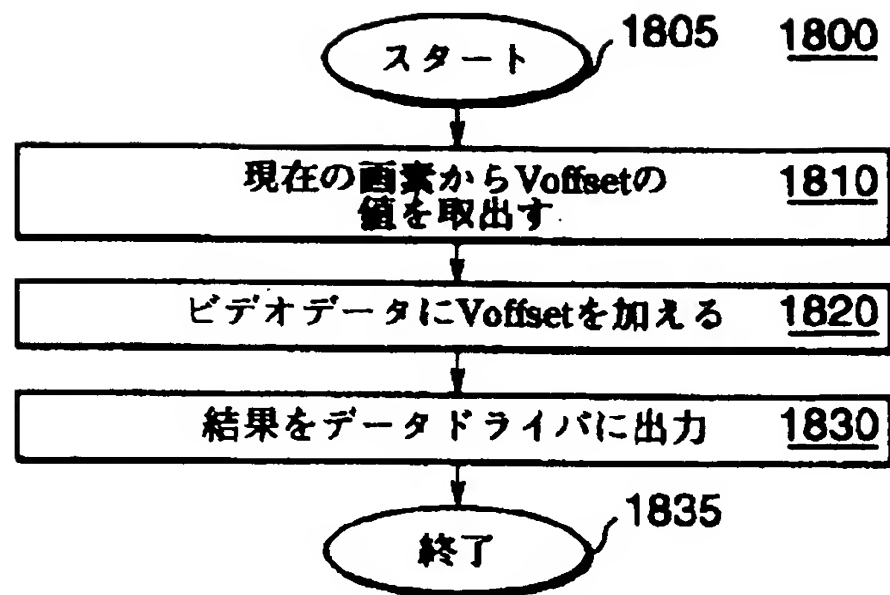 スタート 1805 1800
現在の画素からVoffsetの
値を取出す 1810
ビデオデータにVoffsetを加える 1820
結果をデータドライバに出力 1830
1835
終了